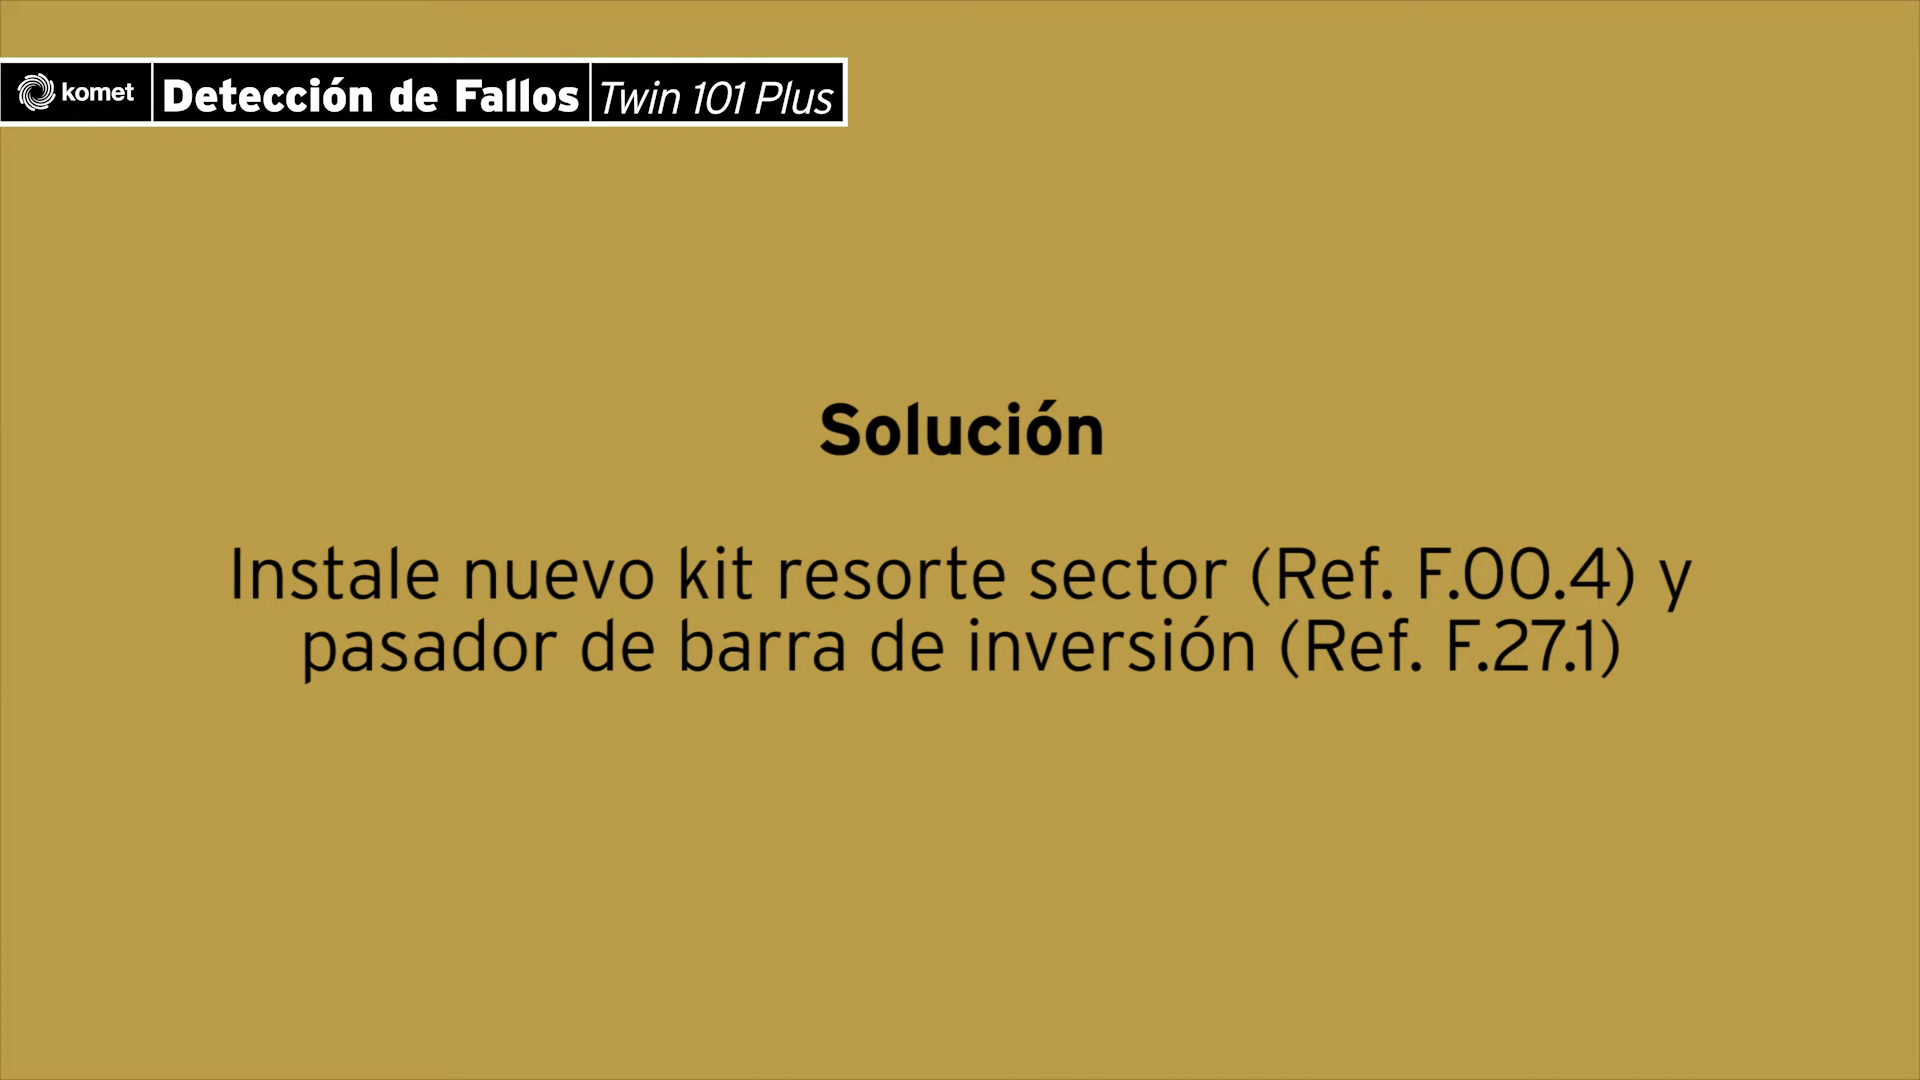 komet Detección de Fallos Twin 101 Plus
Solución
Instale nuevo kit resorte sector (Ref. F.00.4) y
pasador de barra de inversión (Ref. F.27.1)